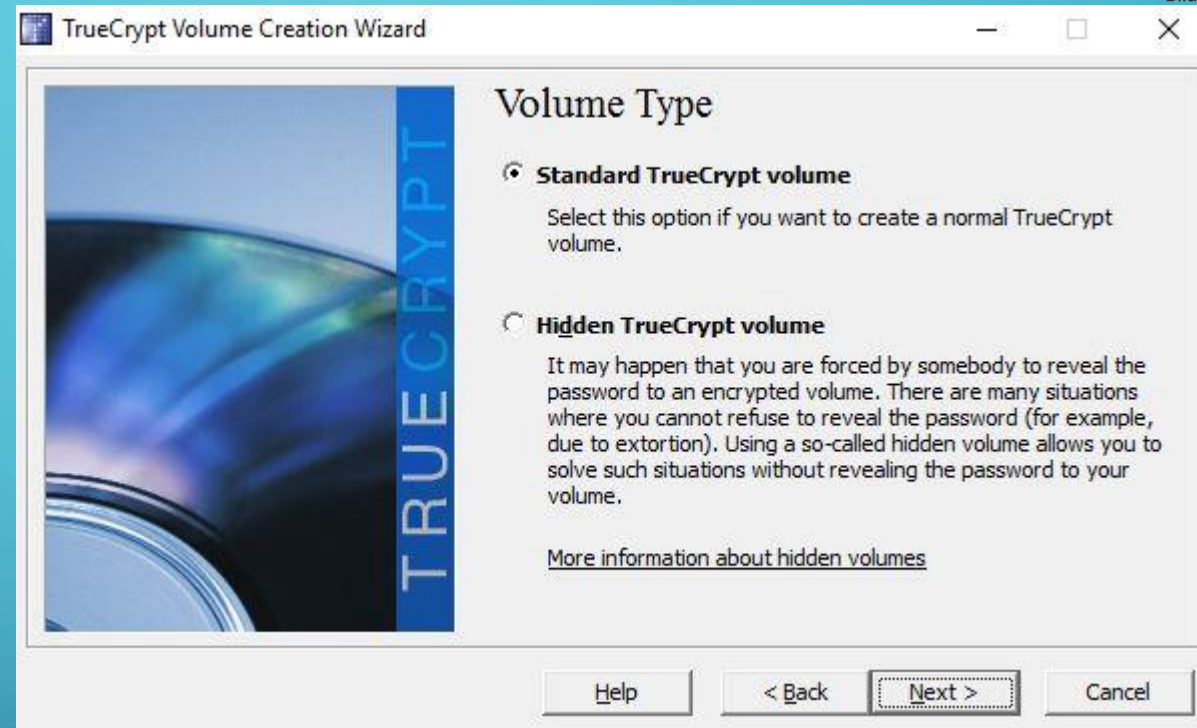 TrueCrypt Volume Creation Wizard
TRUECRYPT
Volume Type
Standard TrueCrypt volume
Select this option if you want to create a normal TrueCrypt
volume.
Hidden TrueCrypt volume
It may happen that you are forced by somebody to reveal the
password to an encrypted volume. There are many situations
where you cannot refuse to reveal the password (for example,
due to extortion). Using a so-called hidden volume allows you to
solve such situations without revealing the password to your
volume.
More information about hidden volumes
Help
< Back
Next >
Cancel